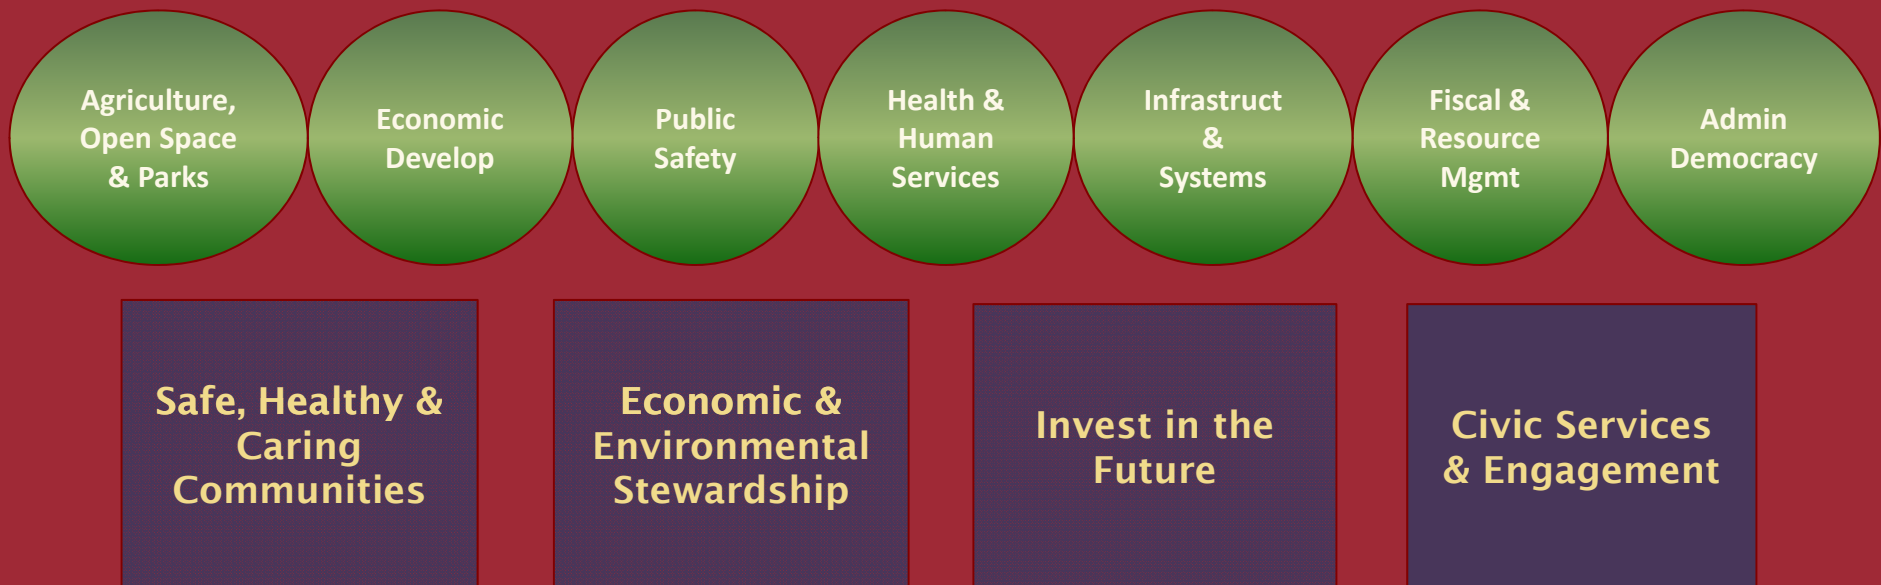 Agriculture,
Open Space
& Parks
Economic
Develop
Public
Safety
Health &
Human
Services
Infrastruct
&
Systems
Fiscal &
Resource
Mgmt
Admin
Democracy
Safe, Healthy &
Caring
Communities
Economic &
Environmental
Stewardship
Invest in the
Future
Civic Services
& Engagement